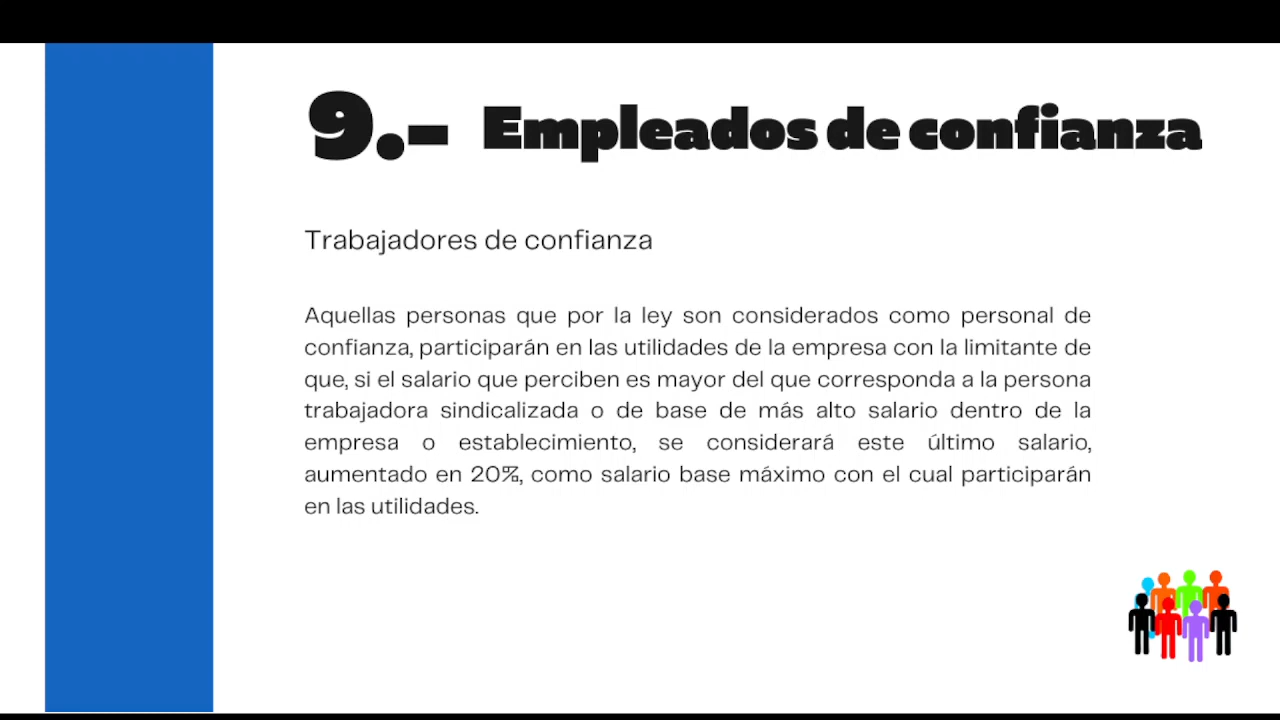 9.- Empleados de confianza
Trabajadores de confianza
Aquellas personas que por la ley son considerados como personal de
confianza, participarán en las utilidades de la empresa con la limitante de
que, si el salario que perciben es mayor del que corresponda a la persona
trabajadora sindicalizada o de base de más alto salario dentro de la
empresa o establecimiento, se considerará este último salario,
aumentado en 20%, como salario base máximo con el cual participarán
en las utilidades.